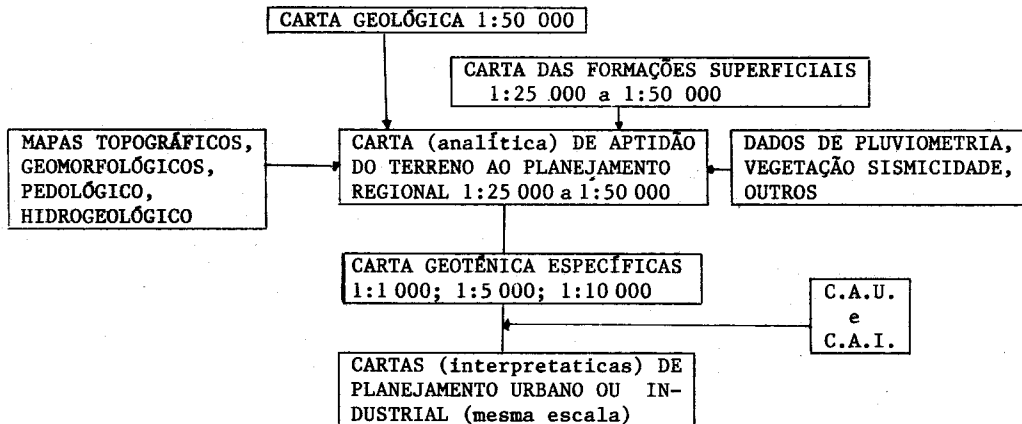 CARTA GEOLÓGICA 1:50 000
CARTA DAS FORMAÇÕES SUPERFICIAIS
1:25 000 a 1:50 000
MAPAS TOPOGRÁFICOS,
GEOMORFOLÓGICOS,
PEDOLÓGICO,
HIDROGEOLÓGICO
CARTA (analítica) DE APTIDÃO
DO TERRENO AO PLANEJAMENTO
REGIONAL 1:25 000 a 1:50 000
DADOS DE PLUVIOMETRIA,
VEGETAÇÃO SISMICIDADE,
OUTROS
CARTA GEOTÊNICA ESPECÍFICAS
1:1 000; 1:5 000; 1:10 000
C.A.U.
e
C.A.I.
CARTAS (interpretaticas) DE
PLANEJAMENTO URBANO OU IN-
DUSTRIAL (mesma escala)